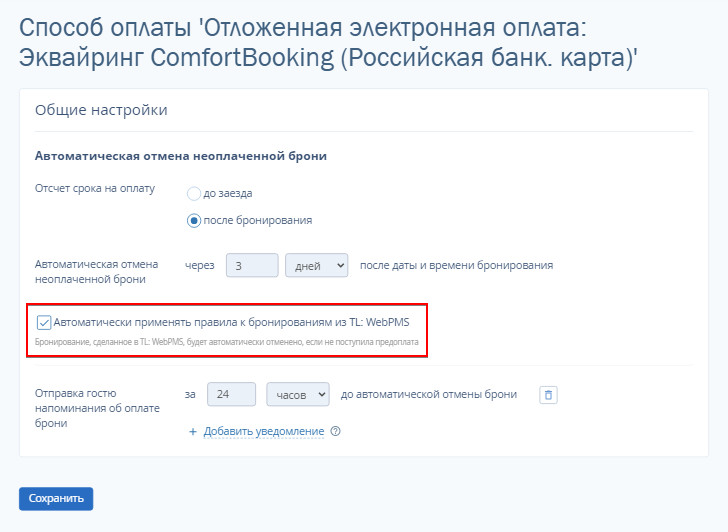 Способ оплаты 'Отложенная электронная оплата:
Эквайринг ComfortBooking (Российская банк. карта)'
Общие настройки
Автоматическая отмена неоплаченной брони
Отсчет срока на оплату
до заезда
после бронирования
Автоматическая отмена
неоплаченной брони
через 3 дней после даты и времени бронирования
Автоматически применять правила к бронированиям из TL: WebPMS
Бронирование, сделанное в TL: WebPMS, будет автоматически отменено, если не поступила предоплата
Отправка гостю
напоминания об оплате
брони
за 24 часов до автоматической отмены брони
+ Добавить уведомление ?
Сохранить